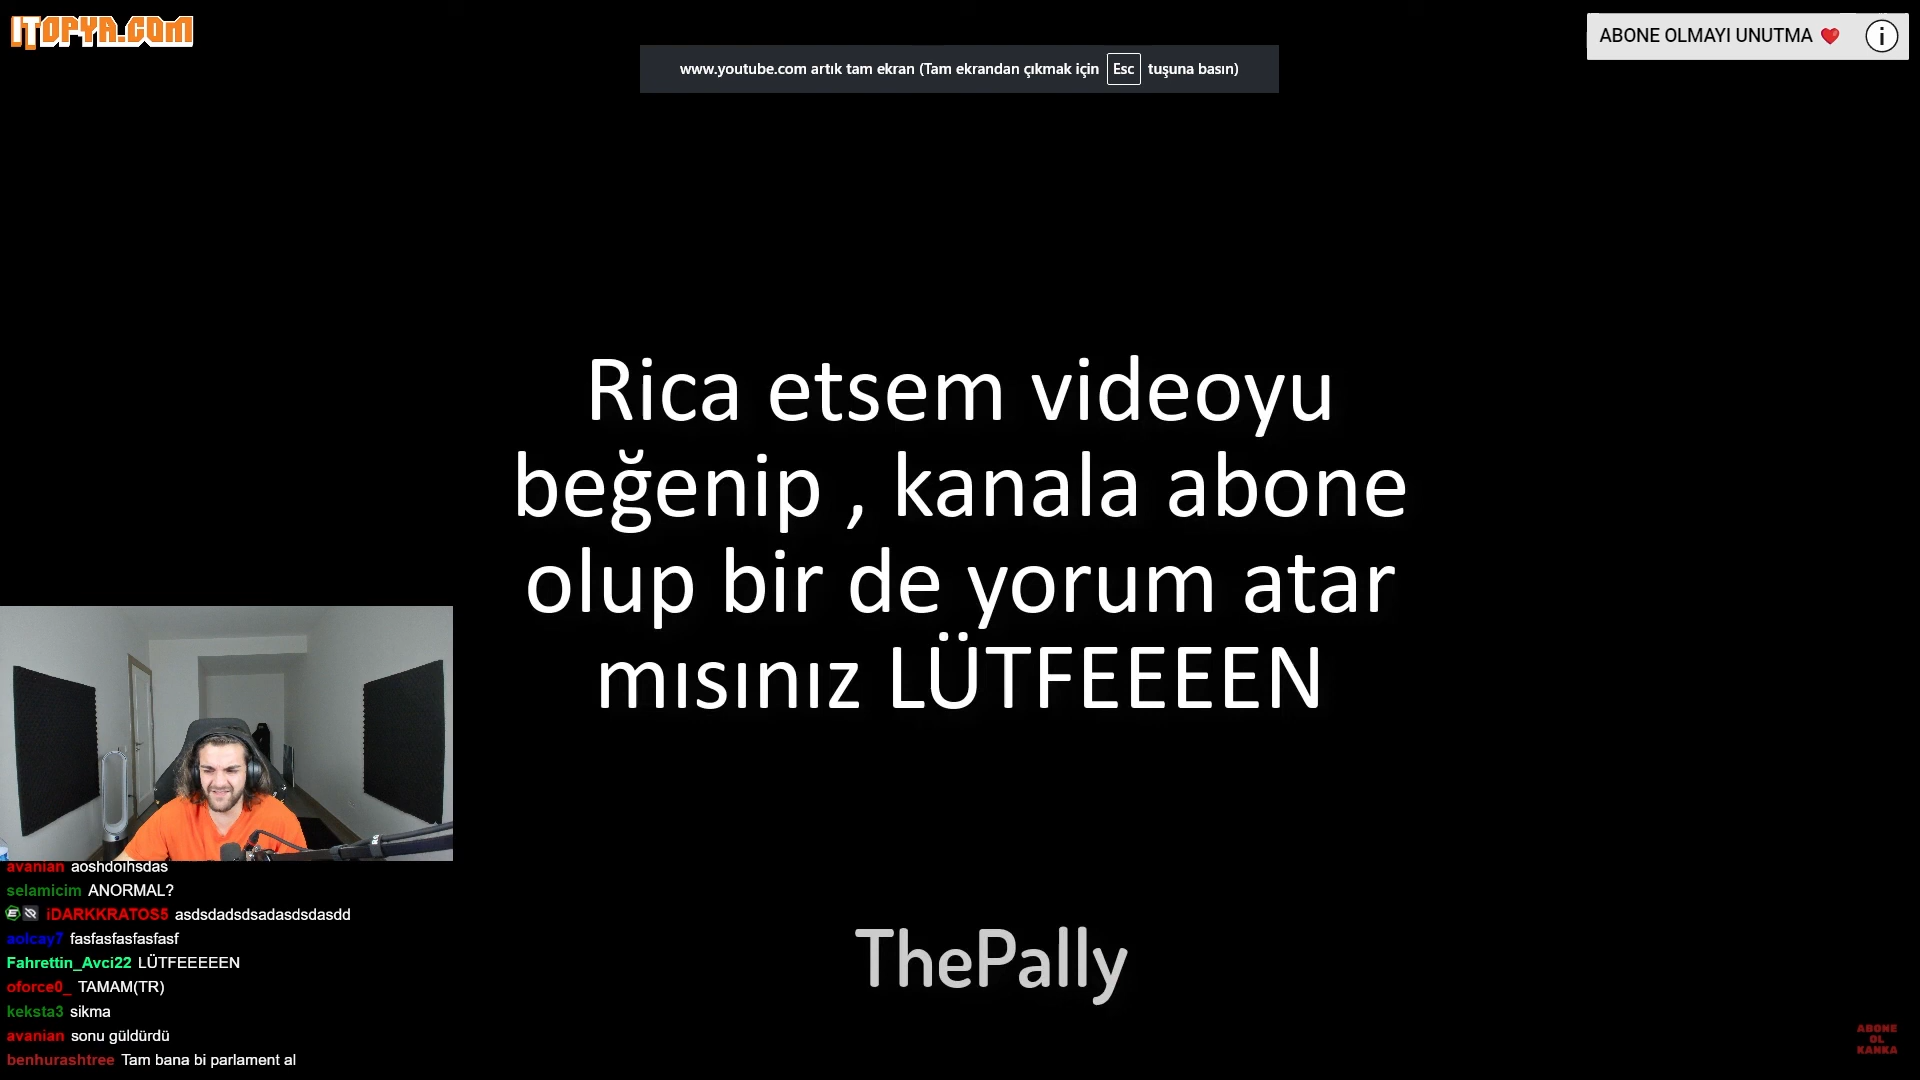 ITOPYA.COM
ABONE OLMAYI UNUTMA
www.youtube.com artık tam ekran (Tam ekrandan çıkmak için Esc tuşuna basın)
Rica etsem videoyu
beğenip , kanala abone
olup bir de yorum atar
mısınız LÜTFEEEEN
ThePally
avanian aoshdoıhsdas
selamicim ANORMAL?
iDARKKRATOS5 asdsdadsdsadasdsdasdd
aolcay7 fasfasfasfasfasf
Fahrettin_Avci22 LÜTFEEEEEN
oforce0_ TAMAM(TR)
keksta3 sikma
avanian sonu güldürdü
benhurashtree Tam bana bi parlament al
ABONE
OL
KANKA